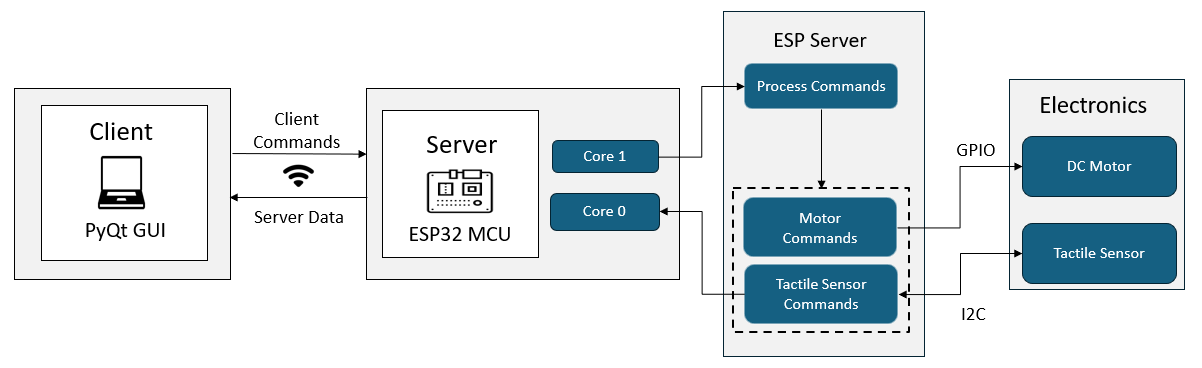 Client
PyQt GUI
Client
Commands
Server Data
Server
ESP32 MCU
Core 1
Core 0
ESP Server
Process Commands
Motor
Commands
Tactile Sensor
Commands
GPIO
I2C
Electronics
DC Motor
Tactile Sensor